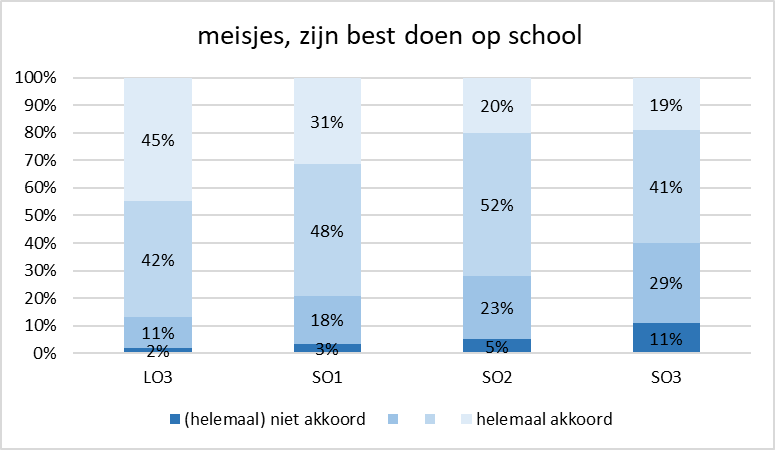 meisjes, zijn best doen op school
100%
90%
80%
70%
60%
50%
40%
30%
20%
10%
0%
45% 31% 20% 19%
42% 48% 52% 41%
11% 18% 23% 29%
2% 3% 5% 11%
LO3 SO1 SO2 SO3
(helemaal) niet akkoord helemaal akkoord